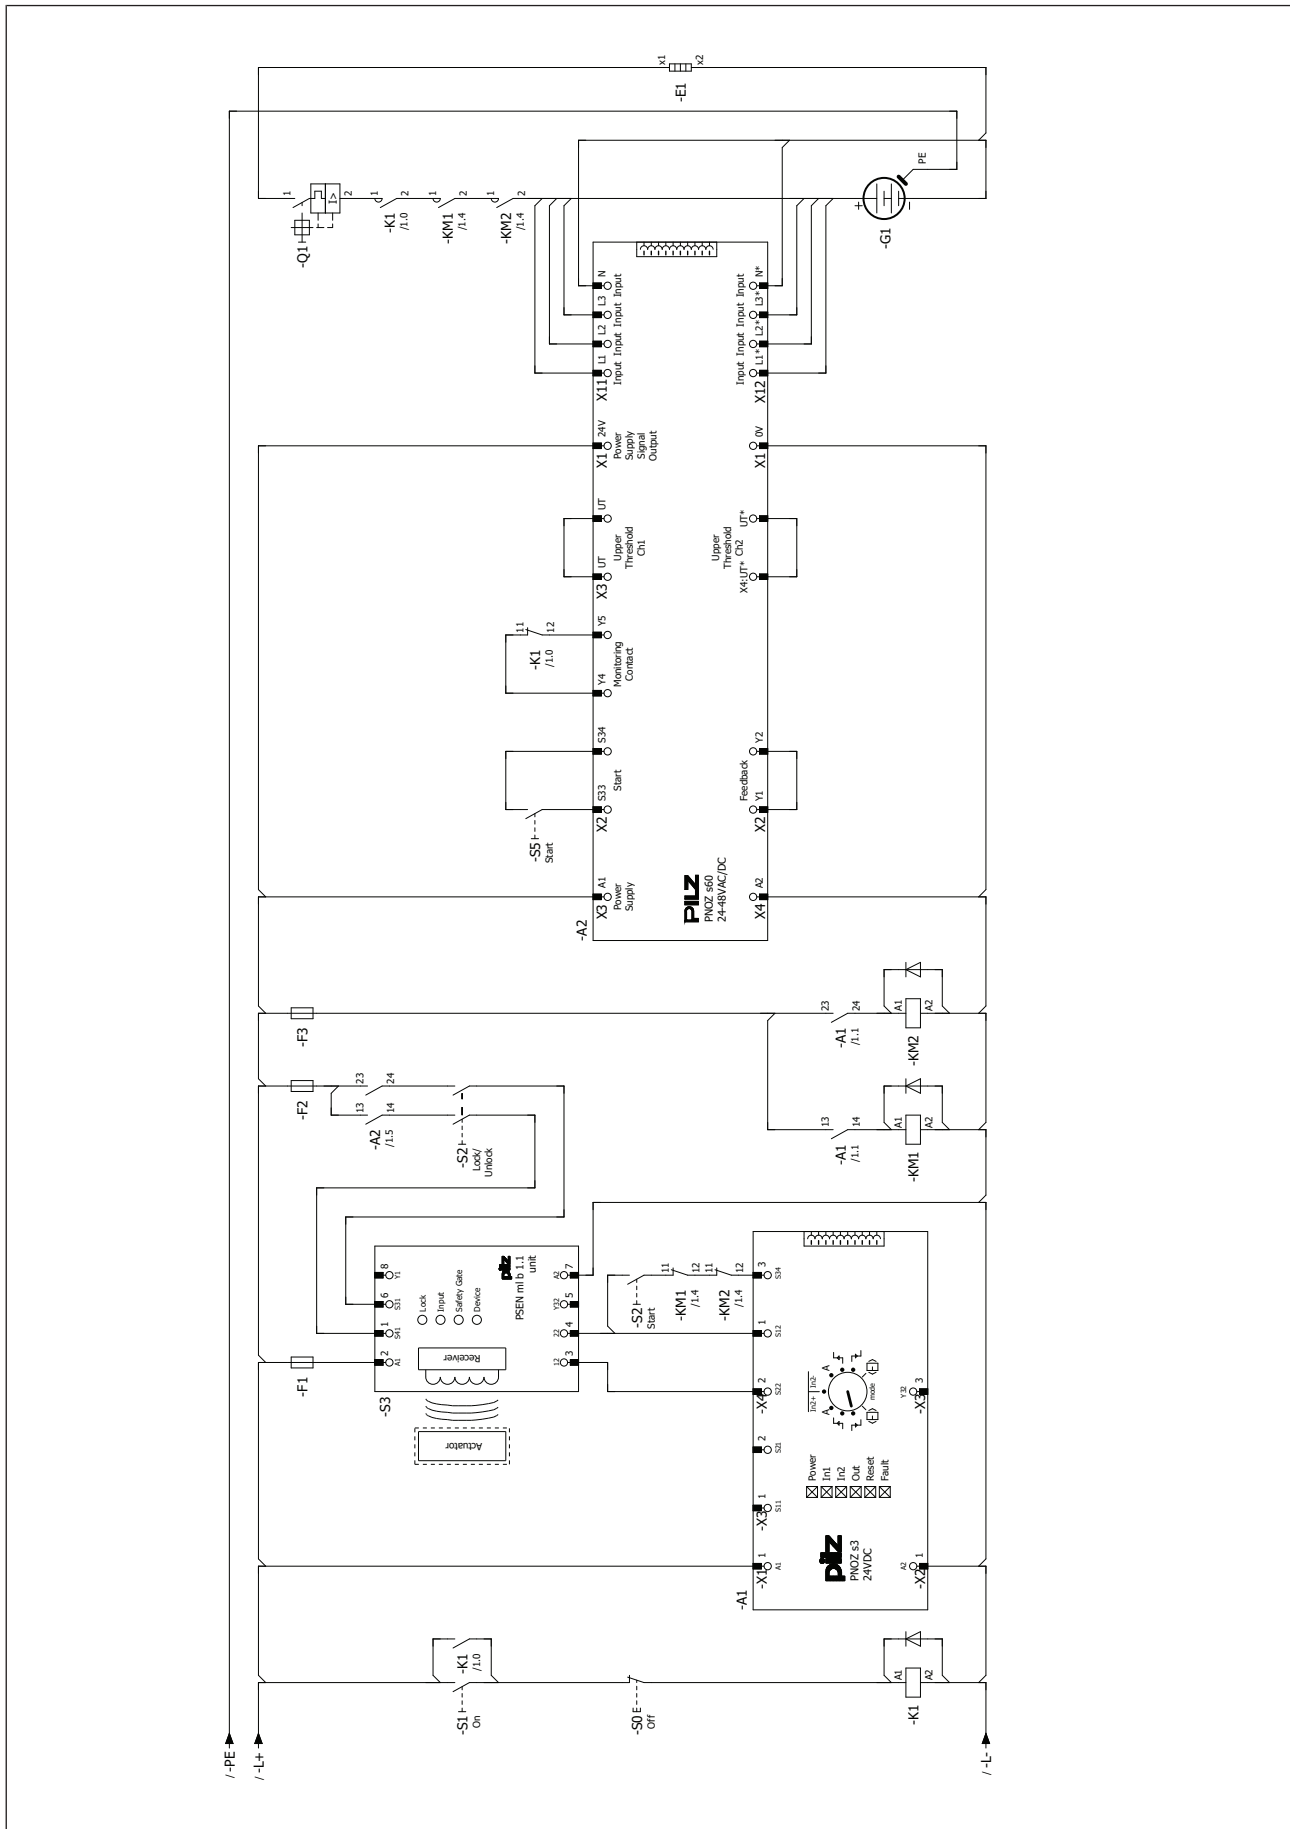 / -PE
/ -L+
/ -L-
-S1
On
-K1
/1.0
-S0
Off
-K1
A1
A2
-A1
-X1
1
A1
-X3
1
S11
2
S21
-X4
2
S22
1
S12
3
S34
pilz
PNOZ s3
24VDC
Power
In1
In2
Out
Reset
Fault
In2+
In2-
A
A
mode
-X2
1
A2
-X3
3
Y32
-F1
-S3
2
A1
1
S41
6
S31
8
Y1
Actuator
Receiver
Lock
Input
Safety Gate
Device
pilz
PSEN ml b 1.1
unit
12
3
22
4
Y32
5
A2
7
-S2
Start
-KM1
/1.4
11
12
-KM2
/1.4
11
12
-F2
-A2
/1.5
13
14
23
24
-S2
Lock/
Unlock
-F3
-A1
/1.1
13
14
-KM1
A1
A2
-A1
/1.1
23
24
-KM2
A1
A2
-A2
X3
A1
Power
Supply
X2
S33
S34
Start
-S5
Start
Y4
Y5
Monitoring
Contact
-K1
/1.0
11
12
X3
UT
UT
Upper
Threshold
Ch1
X1
24V
Power
Supply
Signal
Output
X11
L1
L2
L3
N
Input Input Input Input
PILZ
PNOZ s60
24-48VAC/DC
X4
A2
X2
Y1
Y2
Feedback
X4:UT*
UT*
Upper
Threshold
Ch2
X1
0V
X12
L1*
L2*
L3*
N*
Input Input Input Input
-Q1
1
2
I>
-K1
/1.0
1
2
-KM1
/1.4
1
2
-KM2
/1.4
1
2
-G1
+
-
PE
-E1
x1
x2